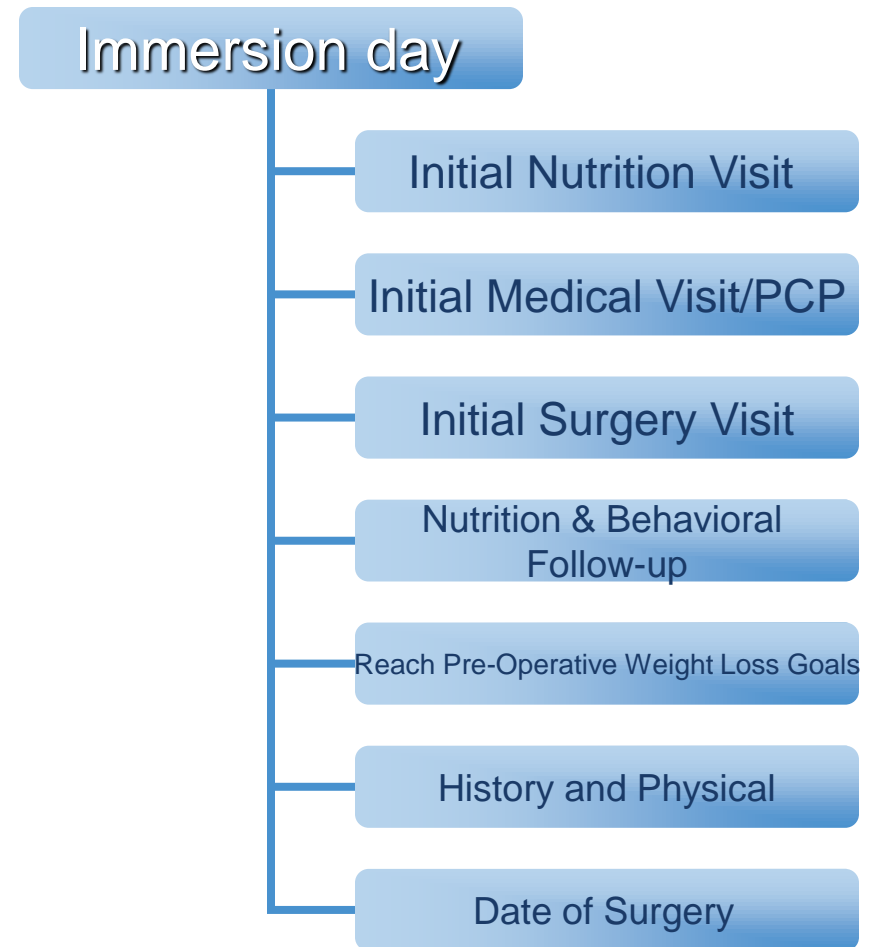 Immersion day
Initial Nutrition Visit
Initial Medical Visit/PCP
Initial Surgery Visit
Nutrition & Behavioral
Follow-up
Reach Pre-Operative Weight Loss Goals
History and Physical
Date of Surgery